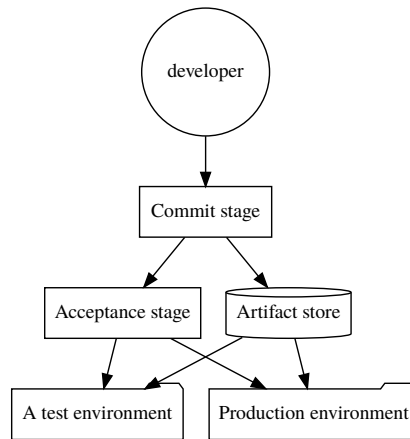 developer
Commit stage
Acceptance stage
Artifact store
A test environment
Production environment